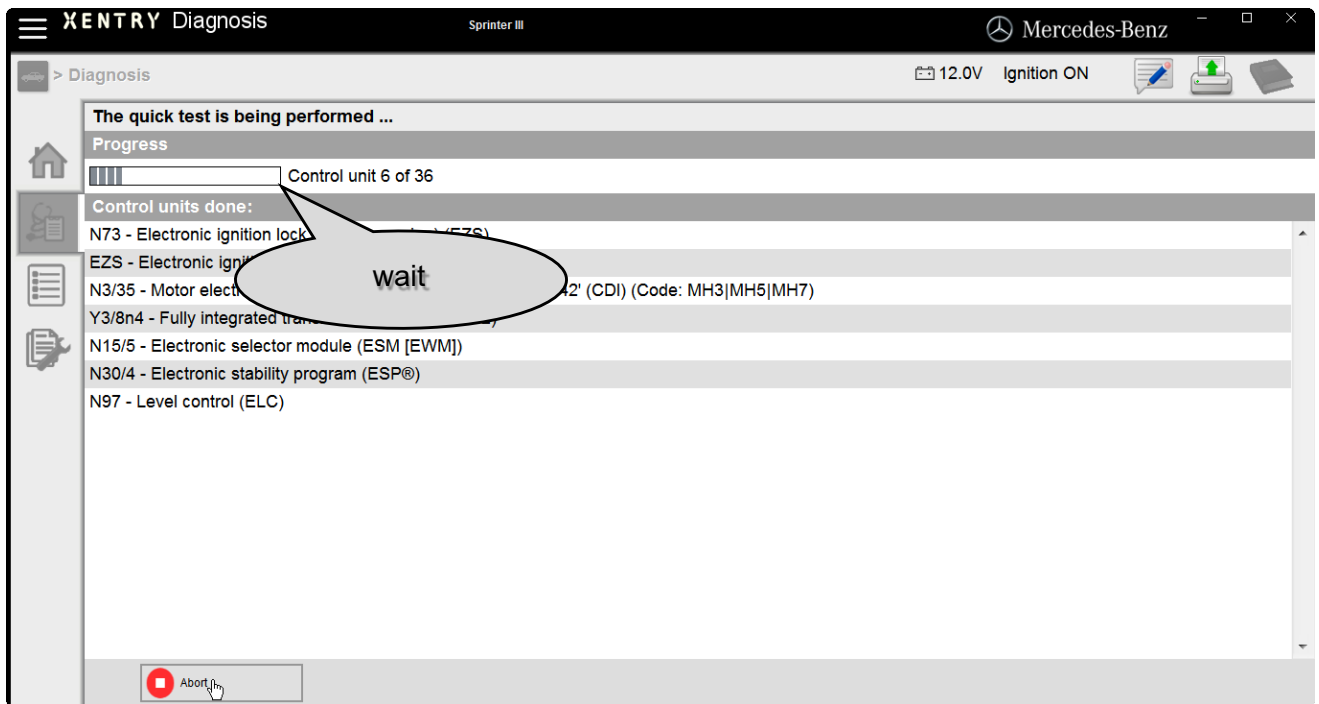 XENTRY Diagnosis
Sprinter III
Mercedes-Benz
> Diagnosis
12.0V
Ignition ON
The quick test is being performed ...
Progress
Control unit 6 of 36
Control units done:
N73 - Electronic ignition lock (EZS)
EZS - Electronic
wait
N3/35 - Motor 42' (CDI) (Code: MH3|MH5|MH7)
Y3/8n4 - Fully integrated
N15/5 - Electronic selector module (ESM [EWM])
N30/4 - Electronic stability program (ESP®)
N97 - Level control (ELC)
Abort